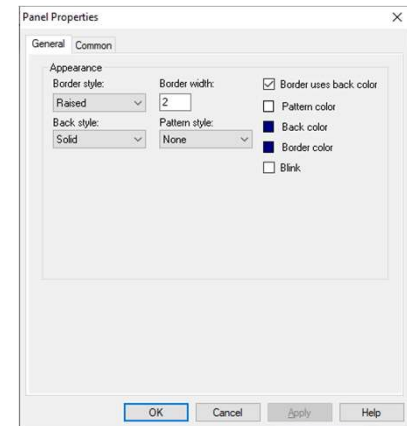 Panel Properties
General Common
Appearance
Border style: Border width: Border uses back color
Raised 2 Pattern color
Back style: Pattern style: Back color
Solid None Border color
Blink
OK Cancel Apply Help